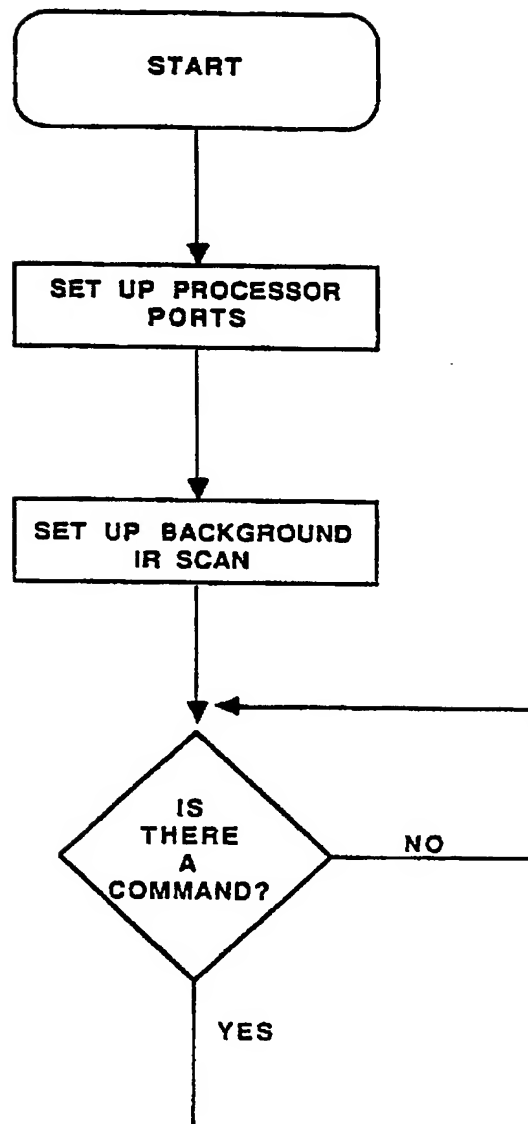 START
SET UP PROCESSOR
PORTS
SET UP BACKGROUND
IR SCAN
IS
THERE
A
COMMAND?
NO
YES